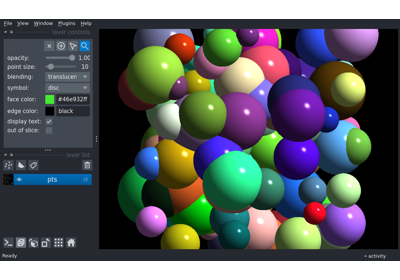 File View Window Plugins Help
layer controls
opacity: 1.00
point size: 10
blending: translucen
symbol: disc
face color: #46e932ff
edge color: black
display text:
out of slice:
layer list
pts
Ready
activity